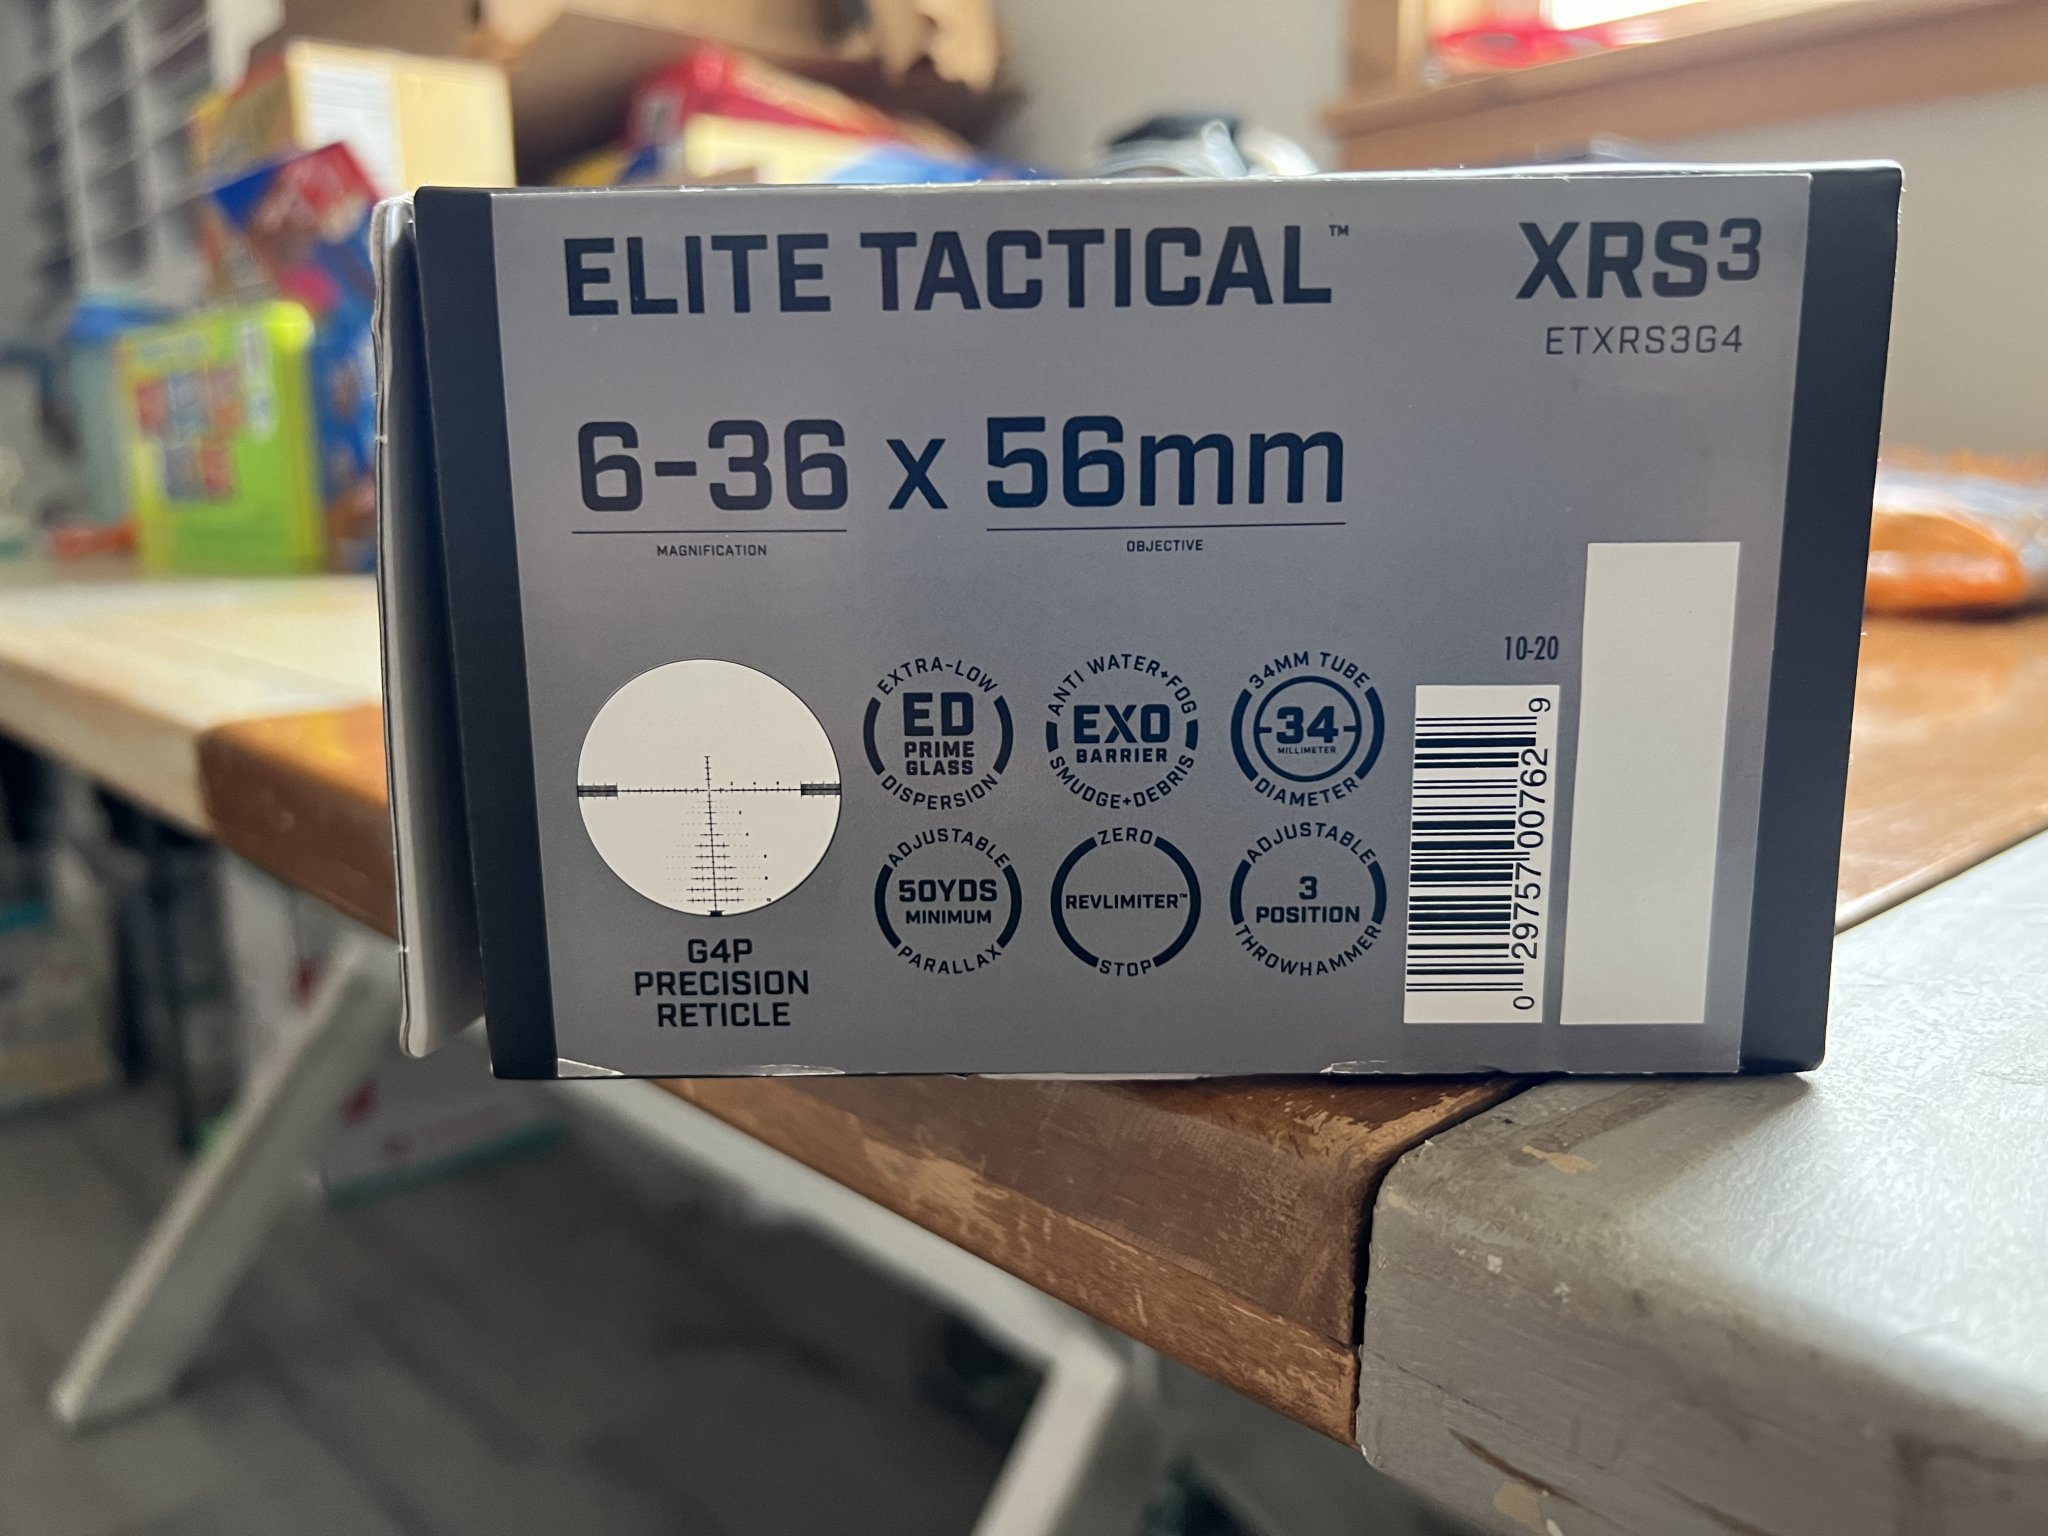 ELITE TACTICAL™
XRS3
ETXRS3G4
6-36 x 56mm
MAGNIFICATION
OBJECTIVE
EXTRA-LOW
ED
PRIME
GLASS
DISPERSION
ANTI WATER+FOG
EXO
BARRIER
SMUDGE+DEBRIS
34MM TUBE
34
MILLIMETER
DIAMETER
10-20
0 29757 00762 9
G4P
PRECISION
RETICLE
ADJUSTABLE
50YDS
MINIMUM
PARALLAX
ZERO
REVLIMITER™
STOP
ADJUSTABLE
3
POSITION
THROWHAMMER